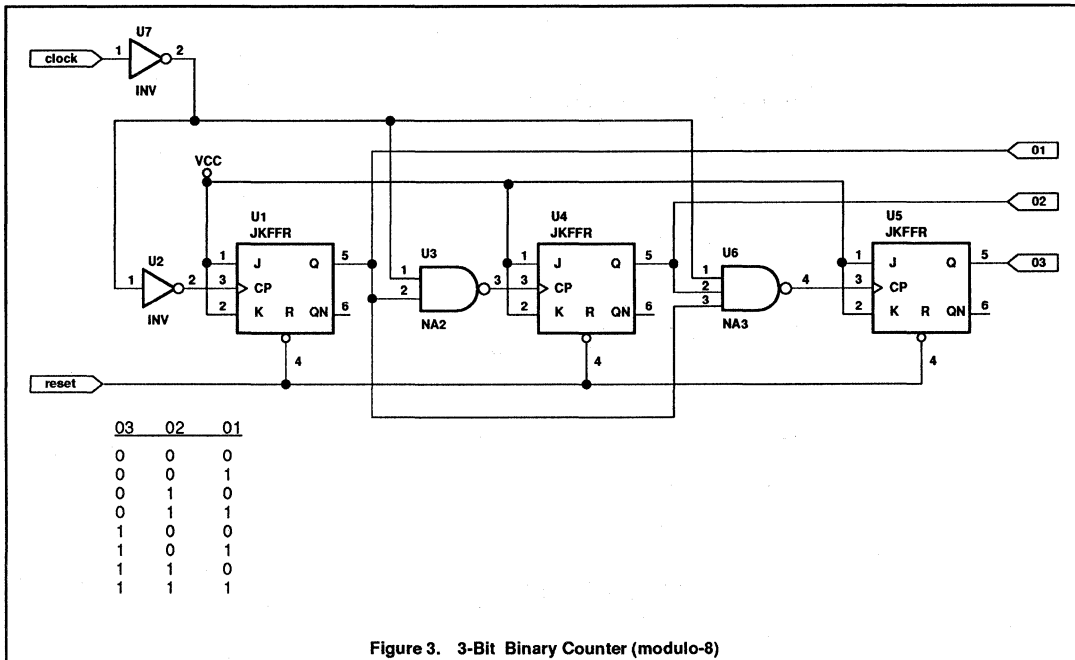 U7
clock 1 2
INV
VCC
01
02
U1
JKFFR
U4
JKFFR
U5
JKFFR
U2
U3
U6
1 J Q 5
1 2 3 CP
2 K R QN 6
INV
4
1
2
3
NA2
1 J Q 5
3 CP
2 K R QN 6
4
1
2
3
4
NA3
1 J Q 5
3 CP
2 K R QN 6
4
03
reset
03 02 01
0 0 0
0 0 1
0 1 0
0 1 1
1 0 0
1 0 1
1 1 0
1 1 1
Figure 3. 3-Bit Binary Counter (modulo-8)